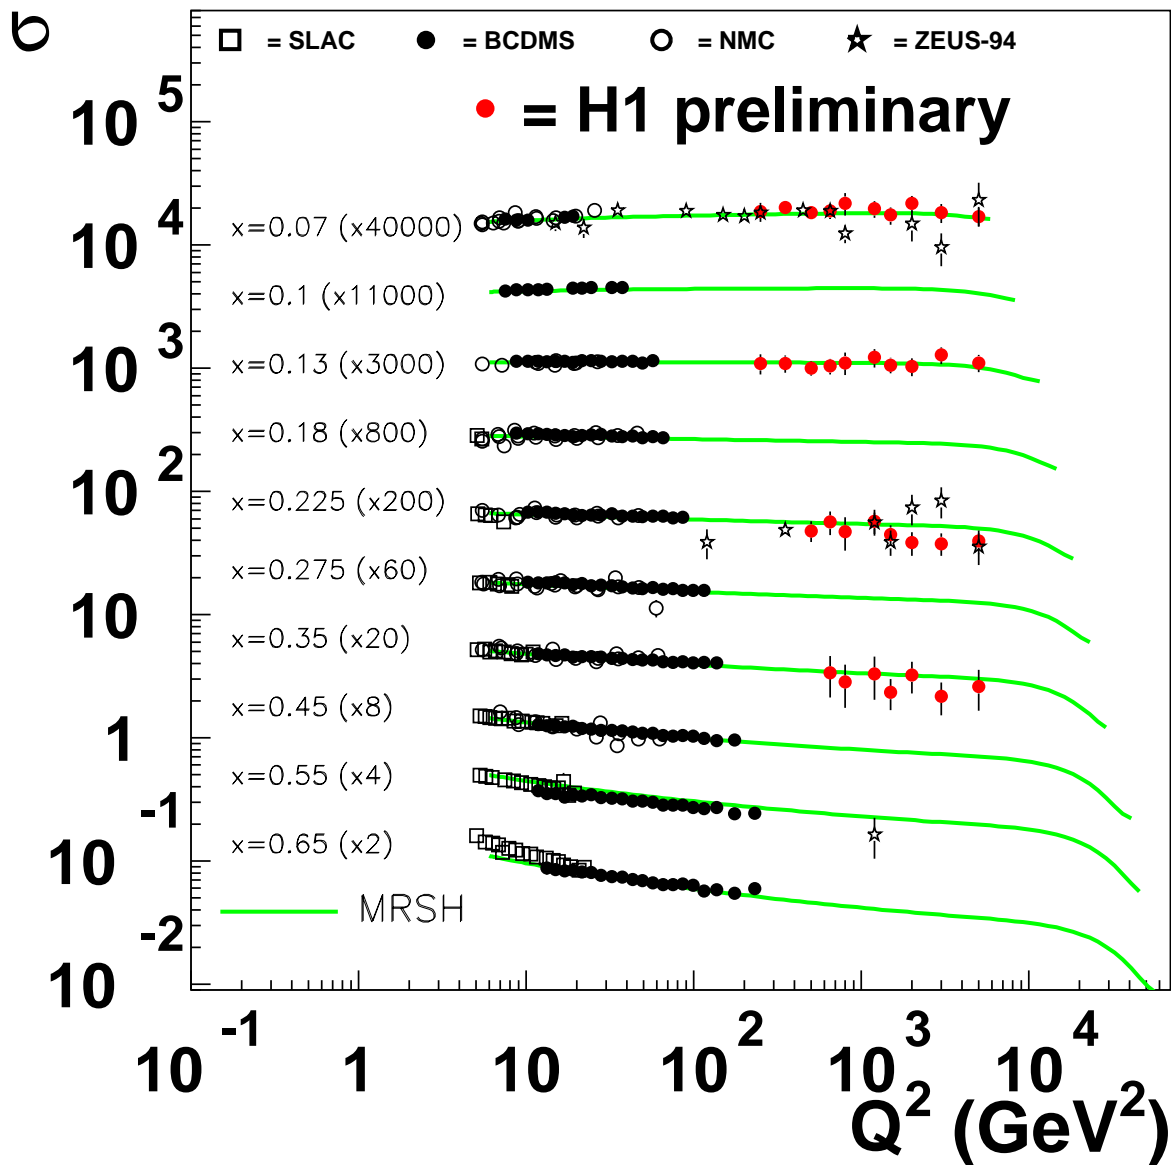 σ
□ = SLAC ● = BCDMS ○ = NMC ☆ = ZEUS-94
● = H1 preliminary
10^5
x=0.07 (x40000)
10^4
x=0.1 (x11000)
10^3
x=0.13 (x3000)
x=0.18 (x800)
10^2
x=0.225 (x200)
x=0.275 (x60)
10
x=0.35 (x20)
x=0.45 (x8)
1
x=0.55 (x4)
10^-1
x=0.65 (x2)
MRSH
10^-2
10^-1 1 10 10^2 10^3 10^4
Q^2 (GeV^2)